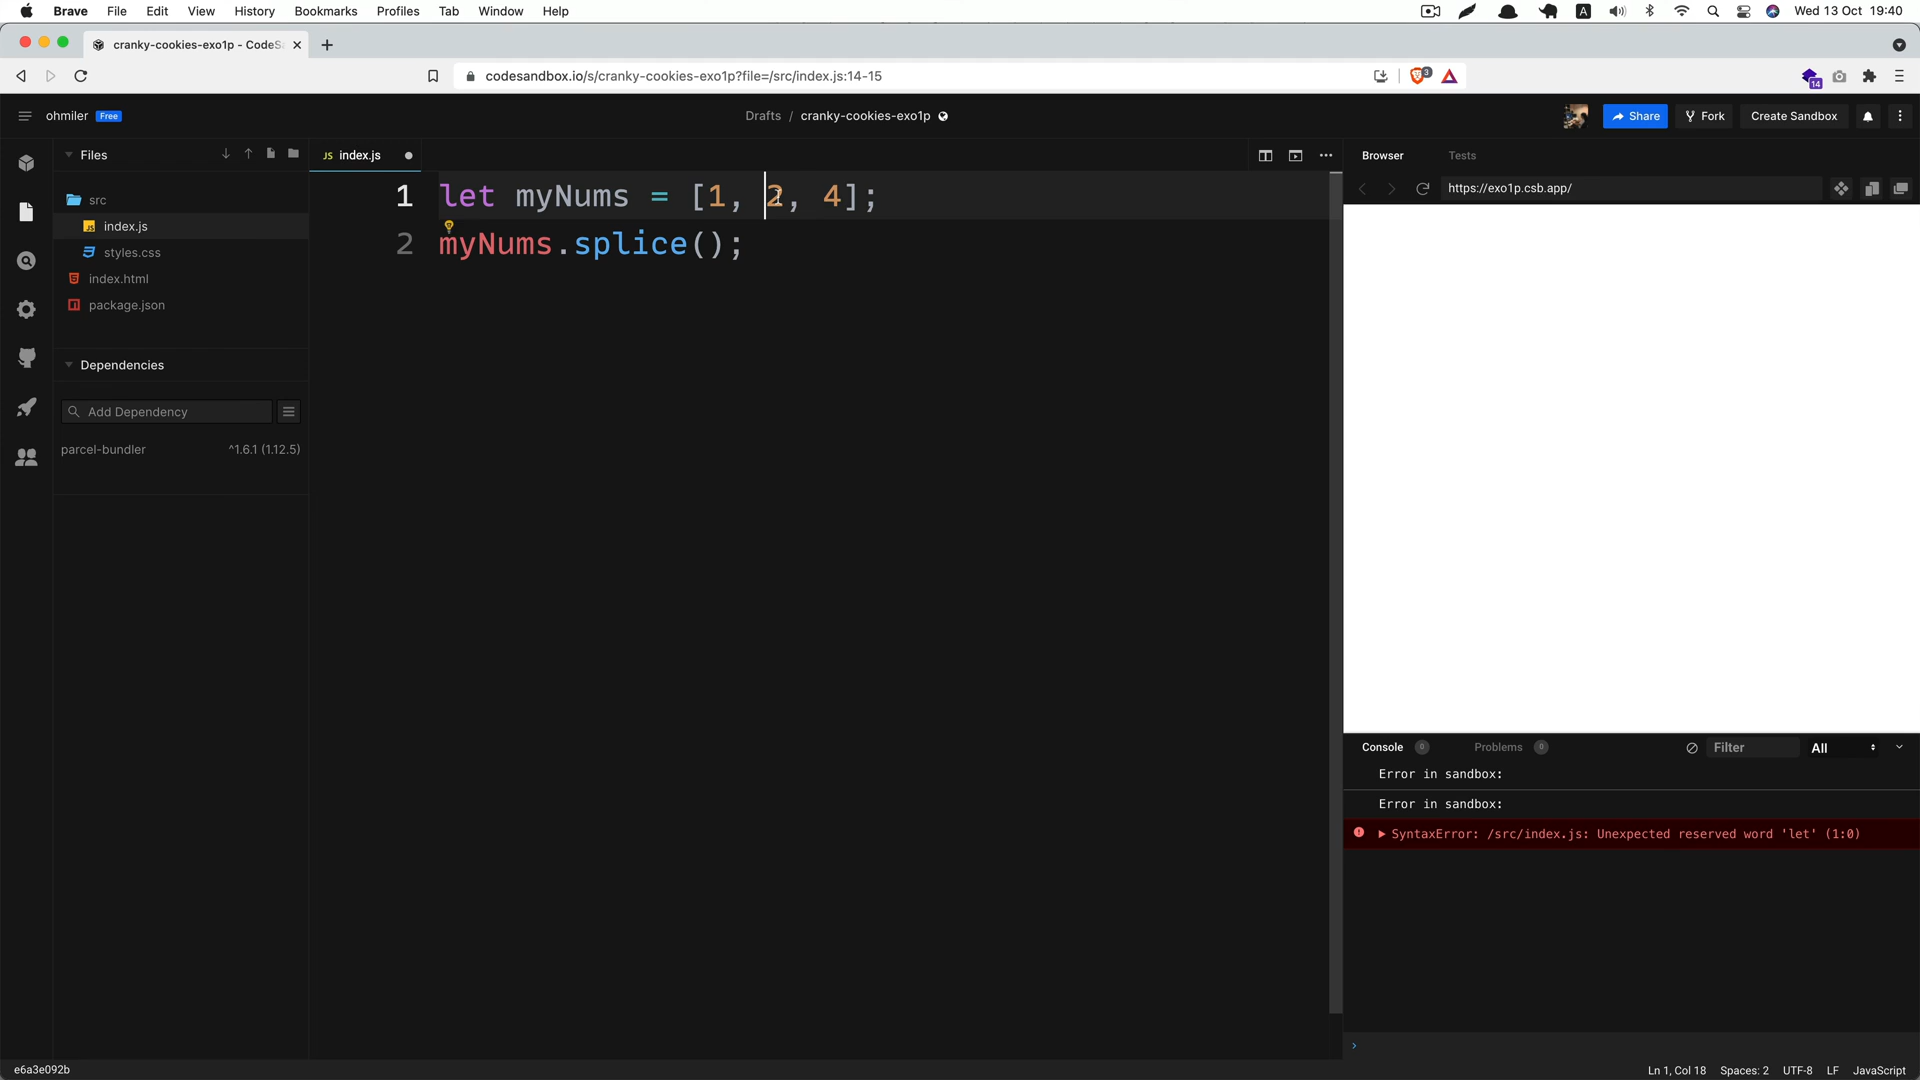 Brave File Edit View History Bookmarks Profiles Tab Window Help
A
Wed 13 Oct 19:40
cranky-cookies-exo1p - CodeSa
codesandbox.io/s/cranky-cookies-exo1p?file=/src/index.js:14-15
3
14
ohmiler Free
Drafts / cranky-cookies-exo1p
Share Fork Create Sandbox
Files
JS index.js
Browser Tests
https://exo1p.csb.app/
src
index.js
styles.css
index.html
package.json
Dependencies
Add Dependency
parcel-bundler ^1.6.1 (1.12.5)
1 let myNums = [1, 2, 4];
2 myNums.splice();
Console 0 Problems 0 Filter All
Error in sandbox:
Error in sandbox:
SyntaxError: /src/index.js: Unexpected reserved word 'let' (1:0)
e6a3e092b
Ln 1, Col 18 Spaces: 2 UTF-8 LF JavaScript